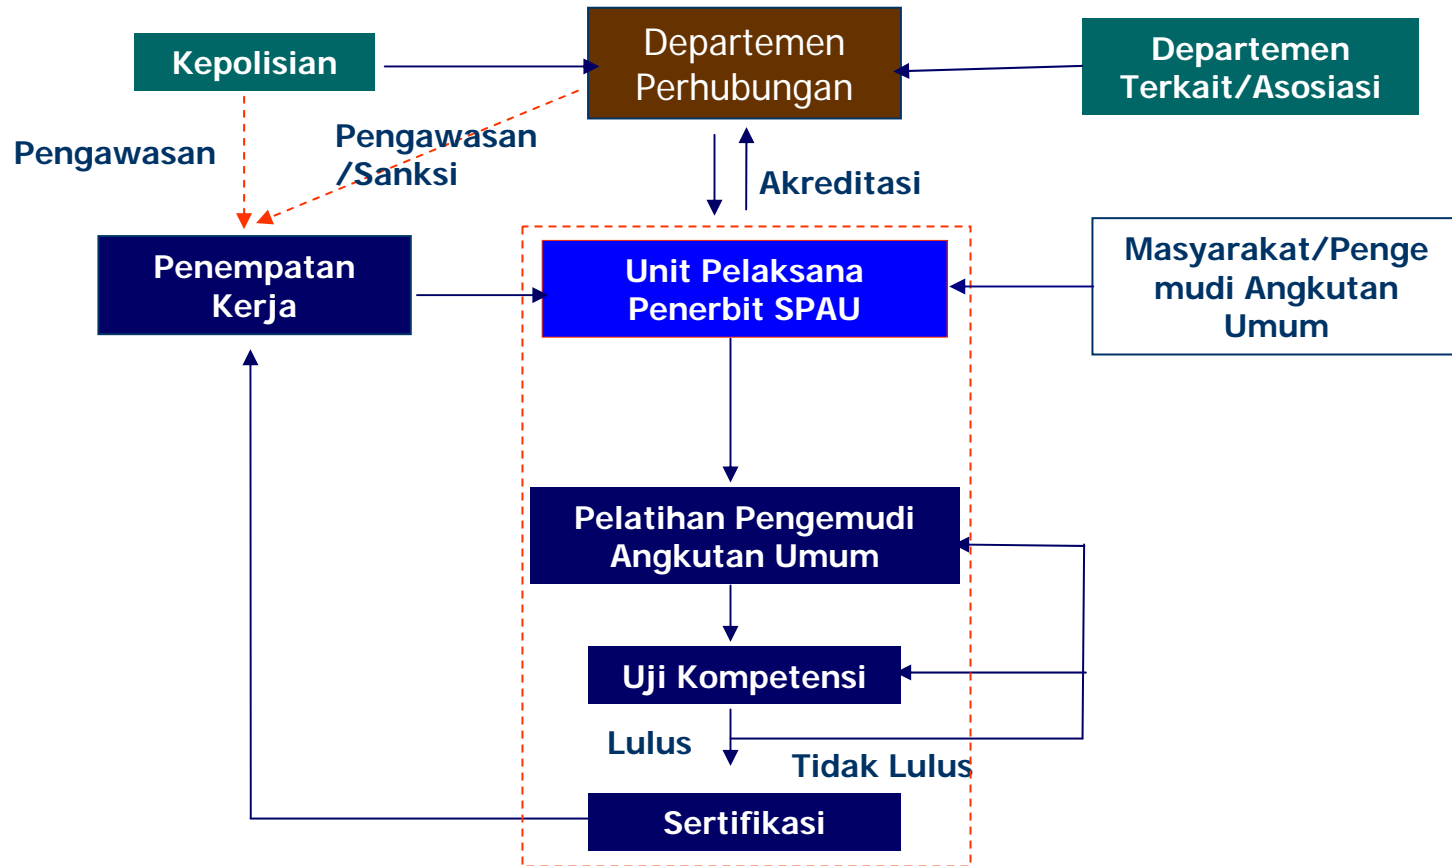 Kepolisian
Departemen
Perhubungan
Departemen
Terkait/Asosiasi
Pengawasan
Pengawasan
/Sanksi
Akreditasi
Penempatan
Kerja
Unit Pelaksana
Penerbit SPAU
Masyarakat/Penge
mudi Angkutan
Umum
Pelatihan Pengemudi
Angkutan Umum
Uji Kompetensi
Lulus
Tidak Lulus
Sertifikasi